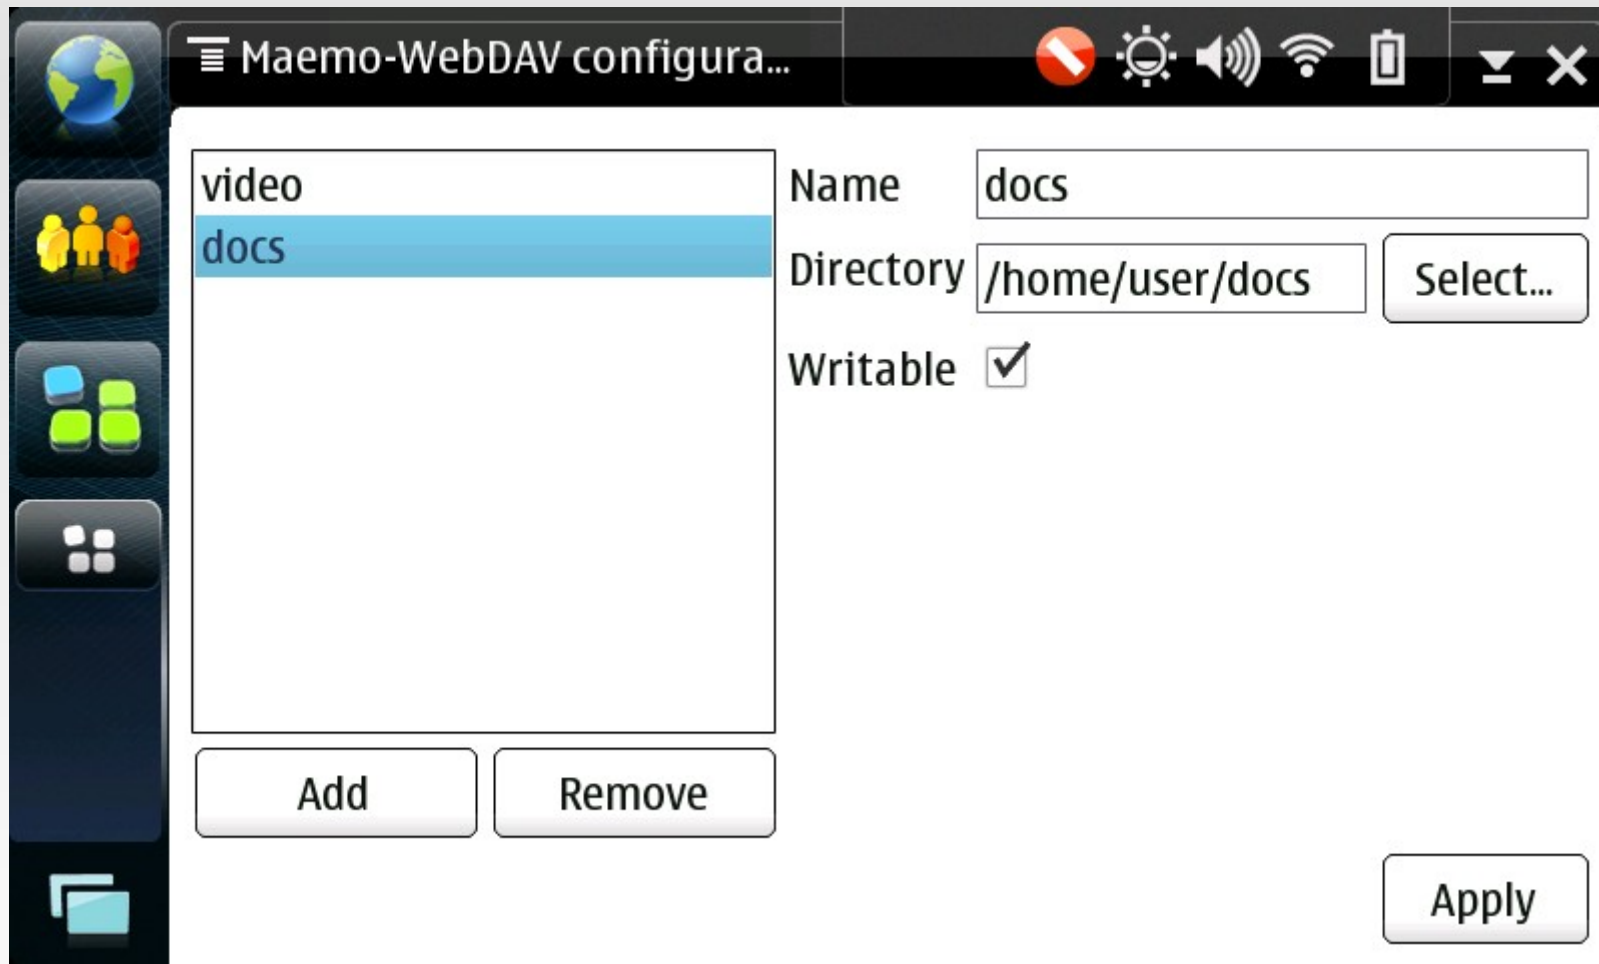 Maemo-WebDAV configura...
video
docs
Name
docs
Directory
/home/user/docs
Select...
Writable
Add
Remove
Apply